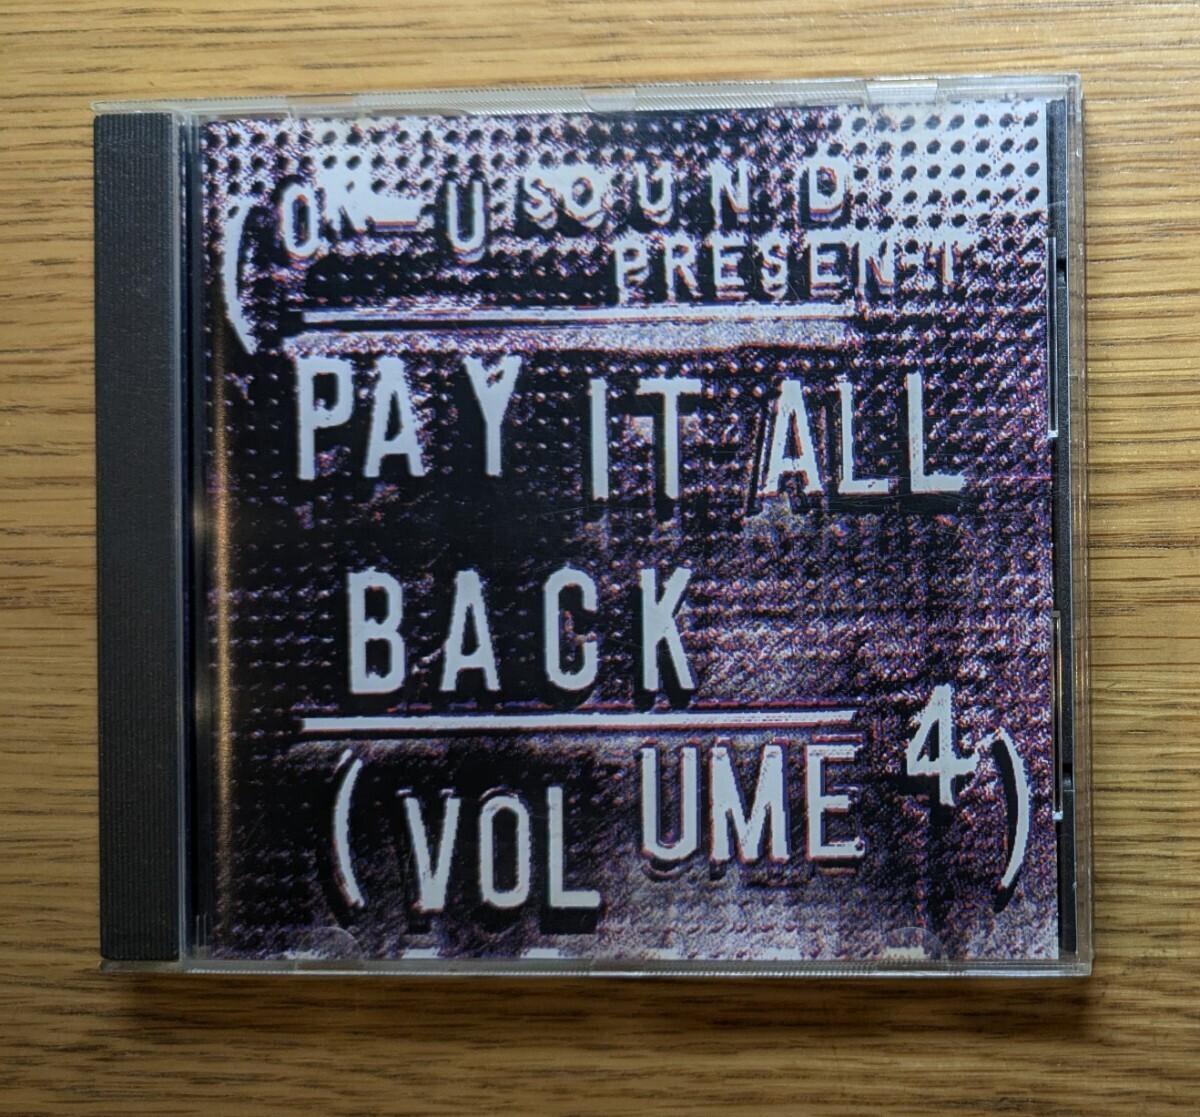 (ON U SOUND
PRESENT
PAY IT ALL
BACK
(VOLUME 4)